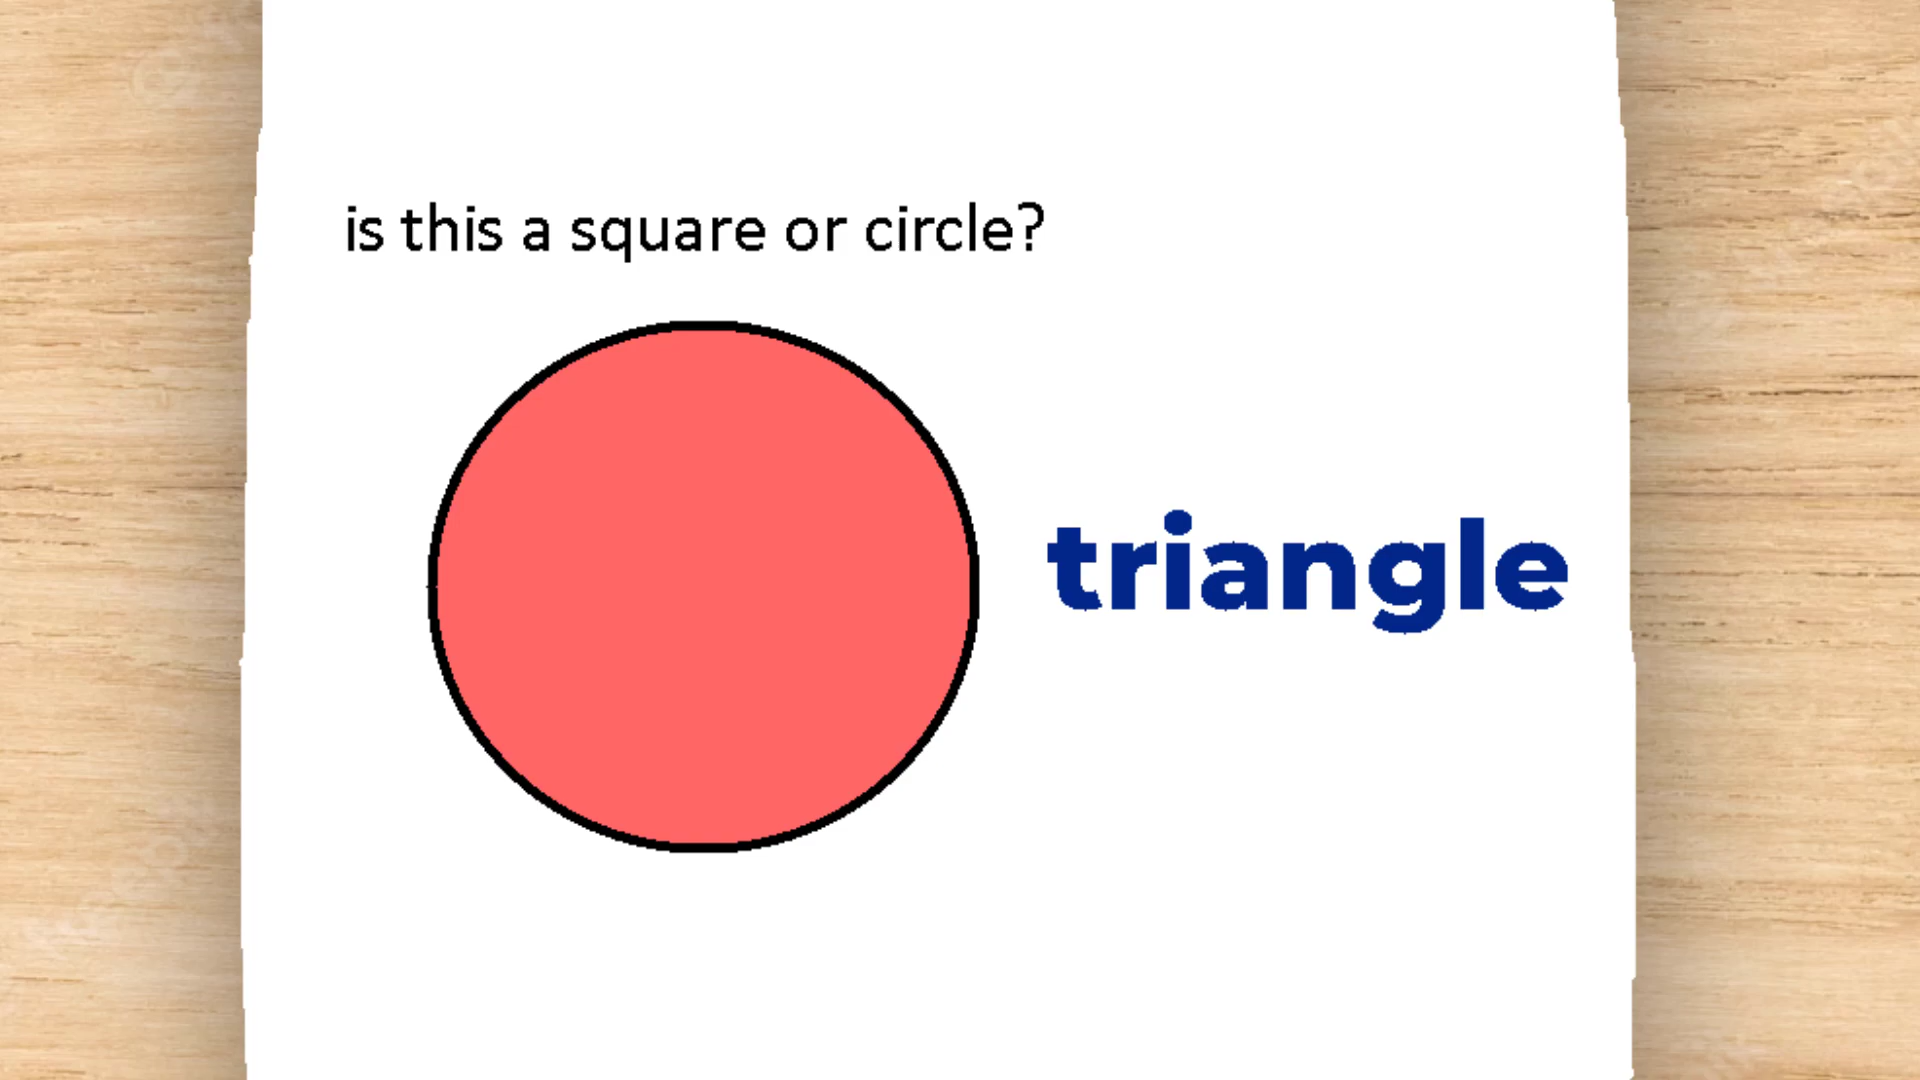 is this a square or circle?
triangle